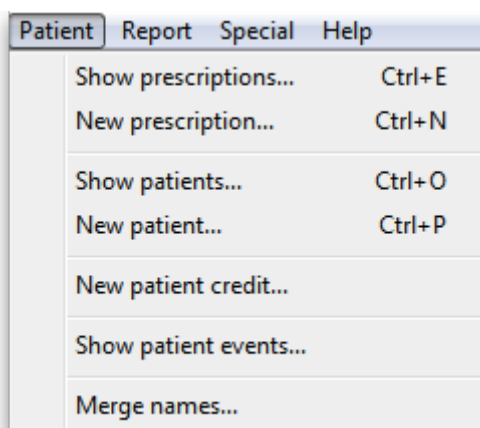 Patient Report Special Help
Show prescriptions... Ctrl+E
New prescription... Ctrl+N
Show patients... Ctrl+O
New patient... Ctrl+P
New patient credit...
Show patient events...
Merge names...